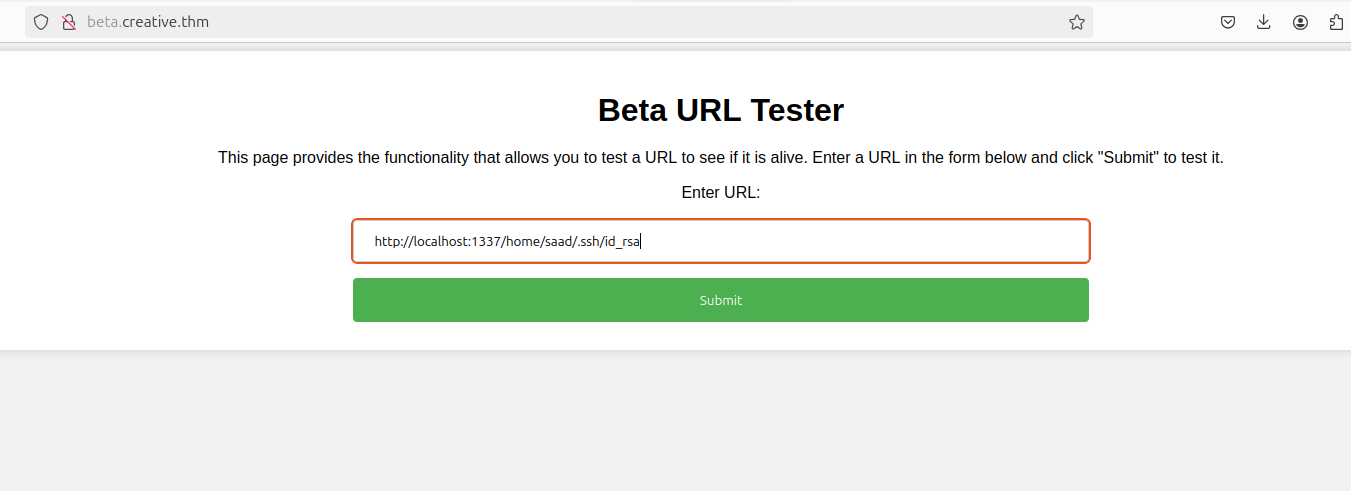 beta.creative.thm
Beta URL Tester
This page provides the functionality that allows you to test a URL to see if it is alive. Enter a URL in the form below and click "Submit" to test it.
Enter URL:
http://localhost:1337/home/saad/.ssh/id_rsa
Submit